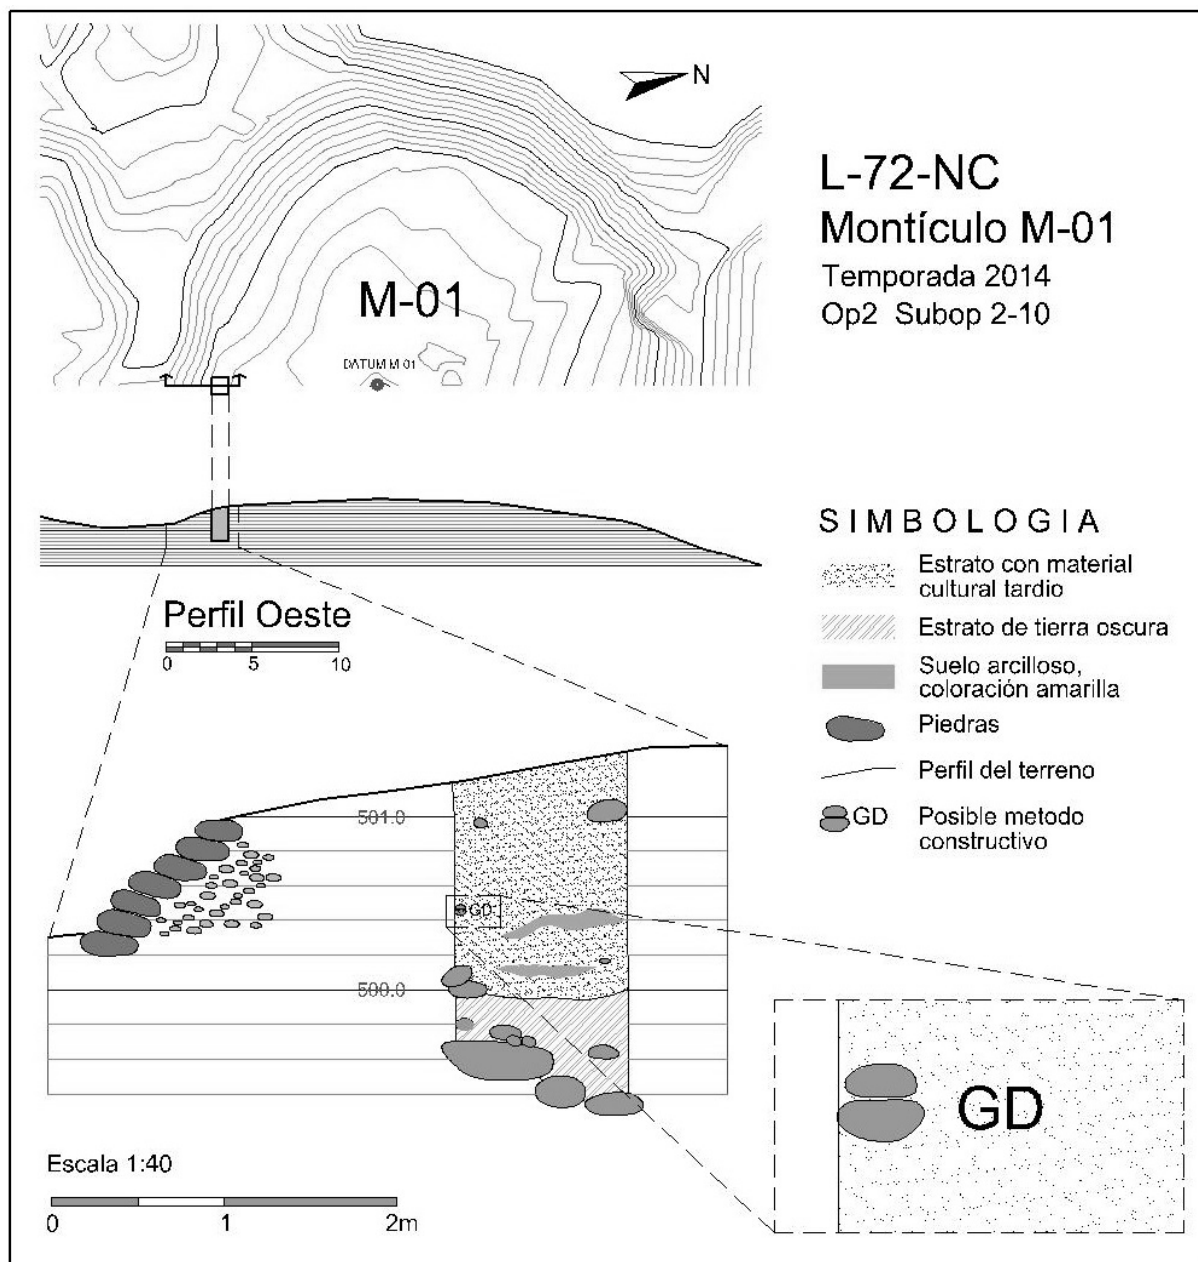 N
L-72-NC
Montículo M-01
Temporada 2014
Op2 Subop 2-10
M-01
DATUM M 01
Perfil Oeste
0 5 10
SIMBOLOGIA
Estrato con material
cultural tardio
Estrato de tierra oscura
Suelo arcilloso,
coloración amarilla
Piedras
Perfil del terreno
GD Posible metodo
constructivo
501.0
GD
500.0
GD
Escala 1:40
0 1 2m